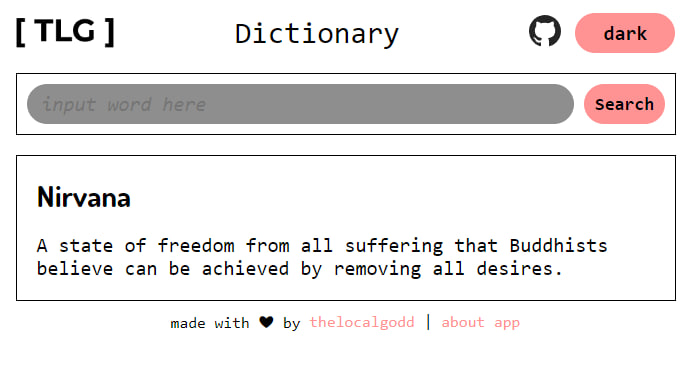 [ TLG ]
Dictionary
dark
input word here
Search
Nirvana
A state of freedom from all suffering that Buddhists
believe can be achieved by removing all desires.
made with ♥ by thelocalgodd | about app